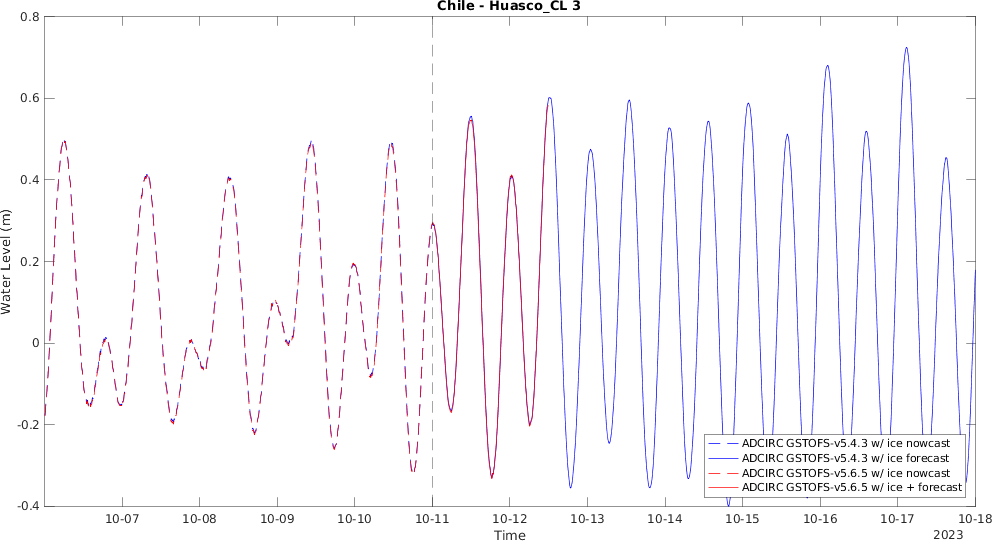 Chile - Huasco_CL 3
0.8
0.6
0.4
0.2
0
-0.2
-0.4
Water Level (m)
10-07 10-08 10-09 10-10 10-11 10-12 10-13 10-14 10-15 10-16 10-17 10-18
Time
2023
ADCIRC GSTOFS-v5.4.3 w/ ice nowcast
ADCIRC GSTOFS-v5.4.3 w/ ice forecast
ADCIRC GSTOFS-v5.6.5 w/ ice nowcast
ADCIRC GSTOFS-v5.6.5 w/ ice + forecast